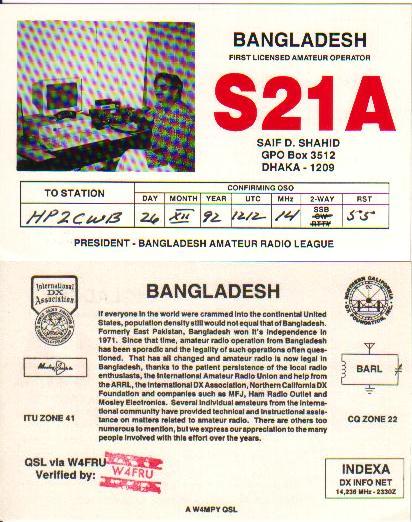 BANGLADESH
FIRST LICENSED AMATEUR OPERATOR
S21A
SAIF D. SHAHID
GPO Box 3512
DHAKA - 1209
TO STATION
CONFIRMING QSO
DAY MONTH YEAR UTC MHz 2-WAY RST
SSB
CW
RTTY
HP2CWB 26 XII 92 1212 14 55
PRESIDENT - BANGLADESH AMATEUR RADIO LEAGUE
International
DX
Association
BANGLADESH
If everyone in the world were crammed into the continental United
States, population density still would not equal that of Bangladesh.
Formerly East Pakistan, Bangladesh won it's independence in
1971. Since that time, amateur radio operation from Bangladesh
has been sporadic and the legality of such operations often ques-
tioned. That has all changed and amateur radio is now legal in
Bangladesh, thanks to the patient persistence of the local radio
enthusiasts, the International Amateur Radio Union and help from
the ARRL, the International DX Association, Northern California DX
Foundation and companies such as MFJ, Ham Radio Outlet and
Mosley Electronics. Several individual amateurs from the interna-
tional community have provided technical and instructional assis-
tance on matters related to amateur radio. There are others too
numerous to mention, but we express our appreciation to the many
people involved with this effort over the years.
NORTHERN CALIFORNIA
DX FOUNDATION
BARL
ITU ZONE 41
CQ ZONE 22
QSL via W4FRU
Verified by:
W4FRU
INDEXA
DX INFO NET
14,236 MHz - 2330Z
A W4MPY QSL